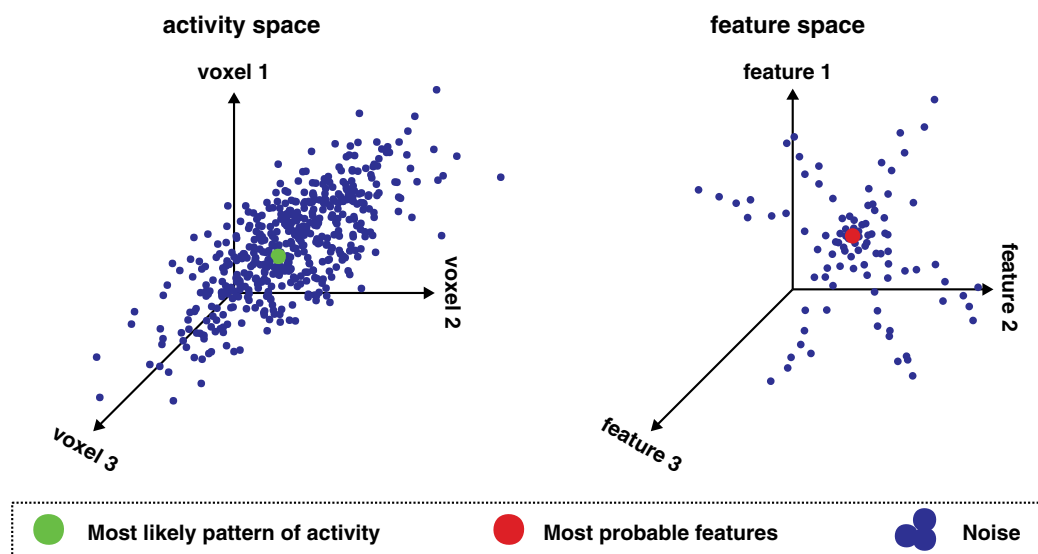 activity space
voxel 1
voxel 2
voxel 3
feature space
feature 1
feature 2
feature 3
Most likely pattern of activity
Most probable features
Noise